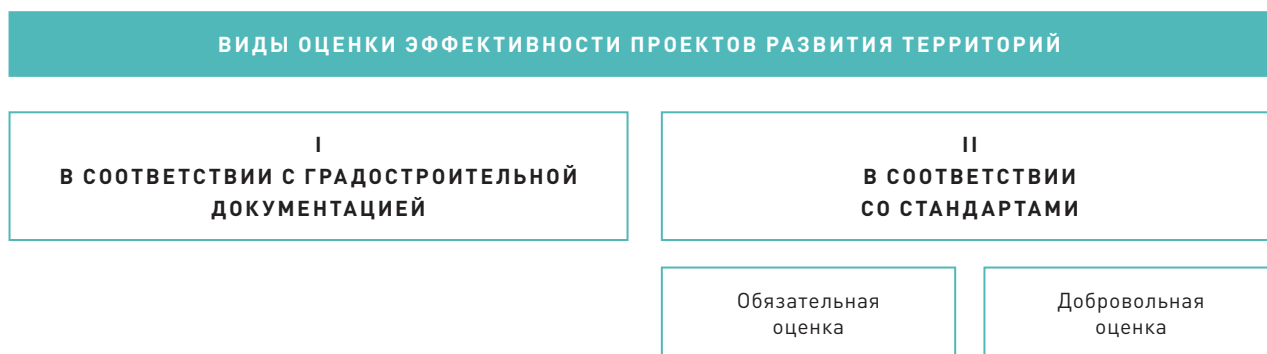 ВИДЫ ОЦЕНКИ ЭФФЕКТИВНОСТИ ПРОЕКТОВ РАЗВИТИЯ ТЕРРИТОРИЙ
I
В СООТВЕТСТВИИ С ГРАДОСТРОИТЕЛЬНОЙ
ДОКУМЕНТАЦИЕЙ
II
В СООТВЕТСТВИИ
СО СТАНДАРТАМИ
Обязательная
оценка
Добровольная
оценка